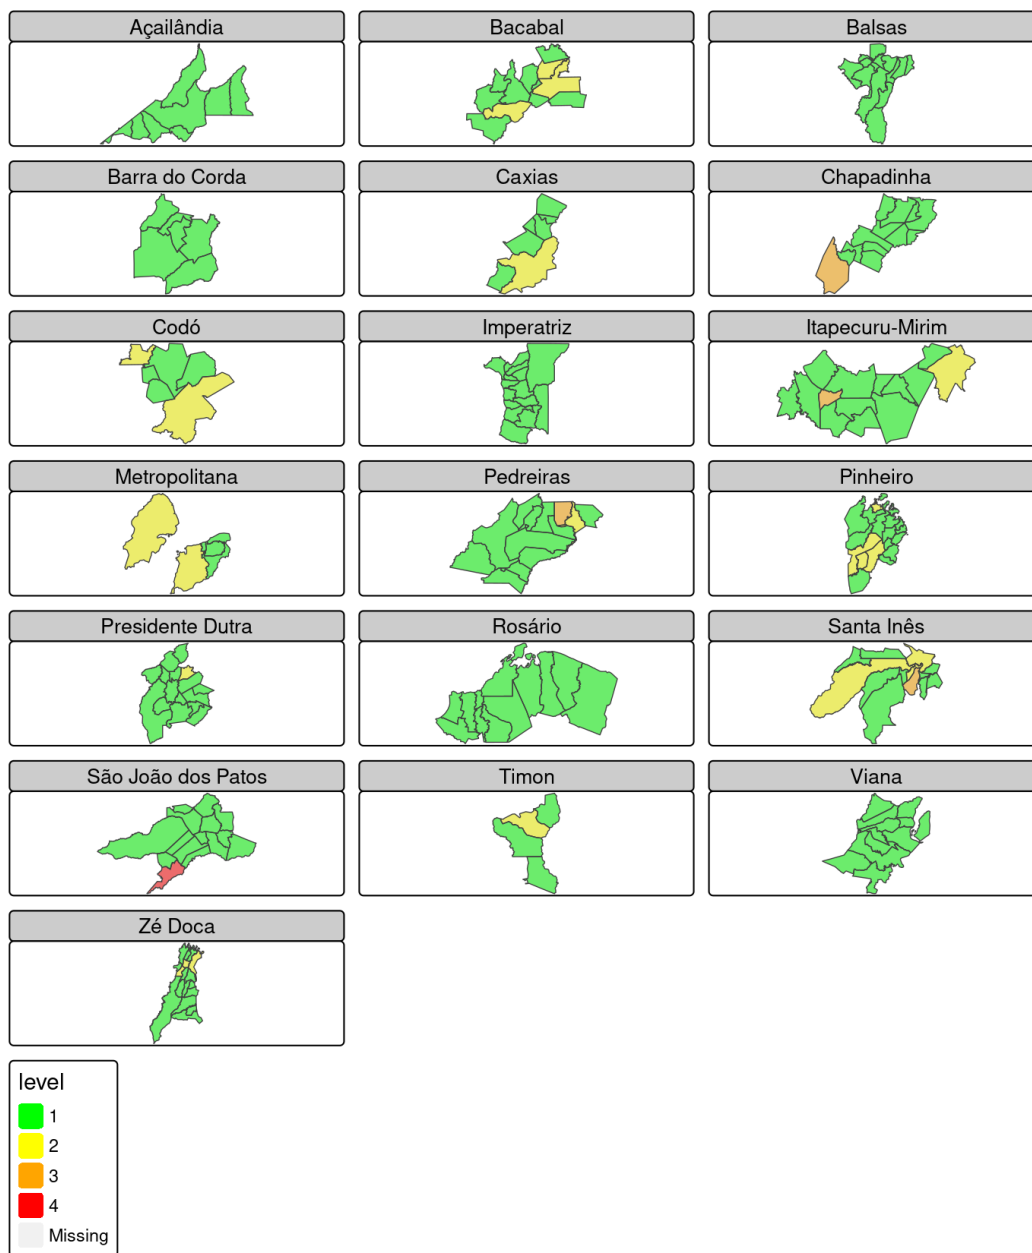 Açailândia
Bacabal
Balsas
Barra do Corda
Caxias
Chapadinha
Codó
Imperatriz
Itapecuru-Mirim
Metropolitana
Pedreiras
Pinheiro
Presidente Dutra
Rosário
Santa Inês
São João dos Patos
Timon
Viana
Zé Doca
level
1
2
3
4
Missing